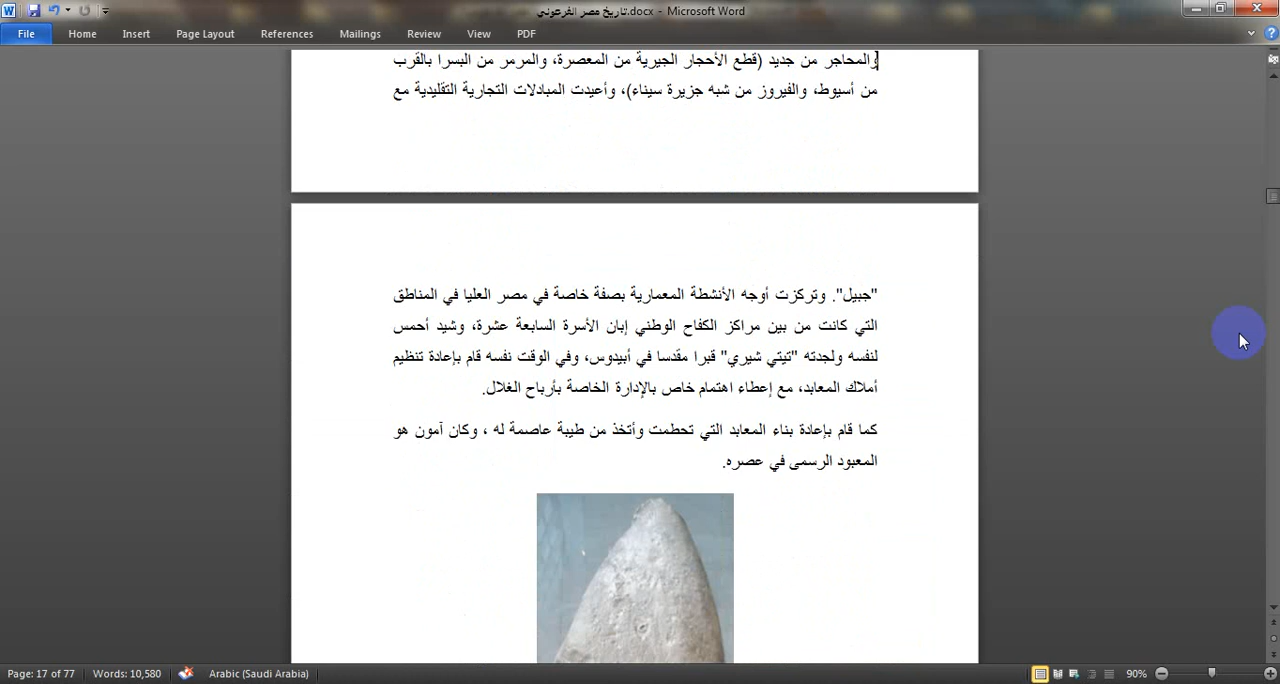 تاريخ مصر الفرعوني.docx - Microsoft Word
File Home Insert Page Layout References Mailings Review View PDF
والمحاجر من جديد (قطع الأحجار الجيرية من المعصرة، والمرمر من البسرا بالقرب
من أسيوط، والفيروز من شبه جزيرة سيناء)، وأعيدت المبادلات التجارية التقليدية مع
"جبيل". وتركزت أوجه الأنشطة المعمارية بصفة خاصة في مصر العليا في المناطق
التي كانت من بين مراكز الكفاح الوطني إبان الأسرة السابعة عشرة، وشيد أحمس
لنفسه ولجدته "تيتي شيري" قبرا مقدسا في أبيدوس، وفي الوقت نفسه قام بإعادة تنظيم
أملاك المعابد، مع إعطاء اهتمام خاص بالإدارة الخاصة بأرباح الغلال.
كما قام بإعادة بناء المعابد التي تحطمت وأتخذ من طيبة عاصمة له ، وكان آمون هو
المعبود الرسمى في عصره.
Page: 17 of 77 Words: 10,580 Arabic (Saudi Arabia) 90%